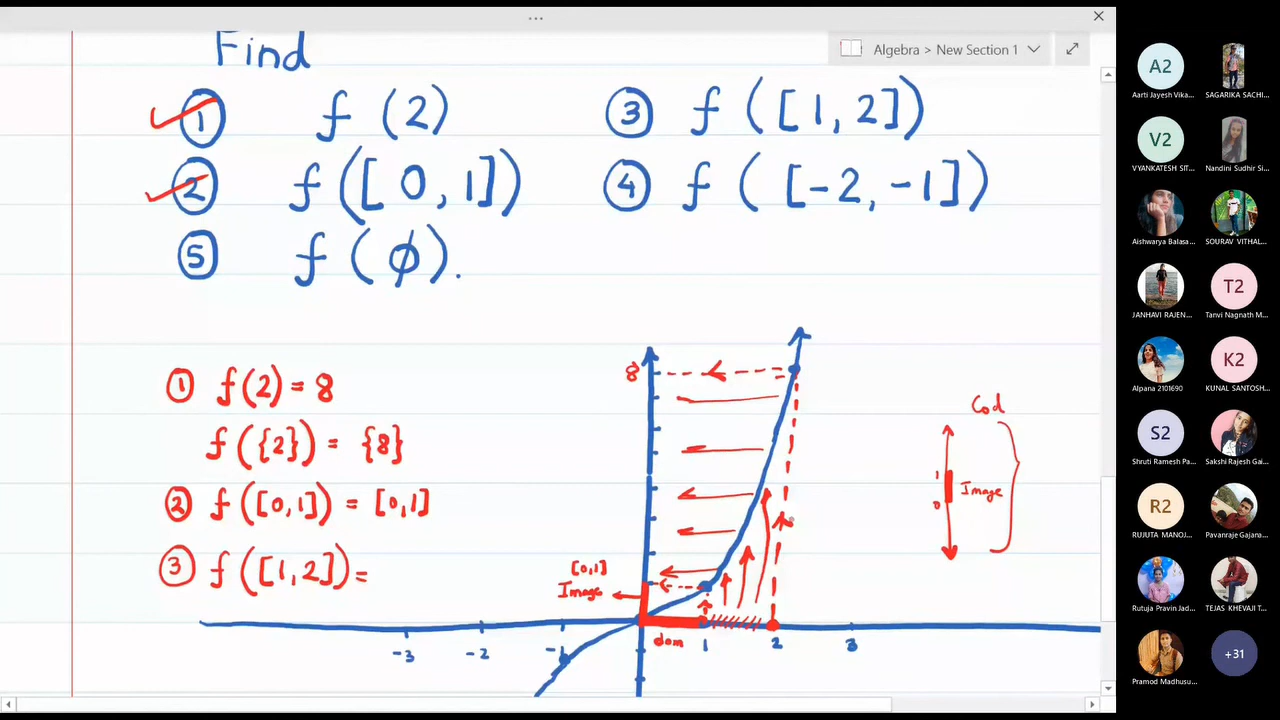 Algebra > New Section 1
Find
① f (2)
③ f ([1, 2])
② f([0, 1])
④ f ([-2, -1])
⑤ f (ϕ).
① f(2) = 8
f({2}) = {8}
② f([0,1]) = [0,1]
③ f([1,2]) =
8
[0,1]
Image
dom
-3 -2 -1 1 2 3
Cod
1
0
Image
A2
Aarti Jayesh Vika...
SAGARIKA SACHI...
V2
VYANKATESH SIT...
Nandini Sudhir Si...
Aishwarya Balasa...
SOURAV VITHAL...
T2
JANHAVI RAJEN...
Tanvi Nagnath M...
K2
Alpana 2101690
KUNAL SANTOSH...
S2
Shruti Ramesh Pa...
Sakshi Rajesh Gai...
R2
RUJUTA MANOJ...
Pavanraje Gajana...
Rutuja Pravin Jad...
TEJAS KHEVAJI T...
+31
Pramod Madhusu...